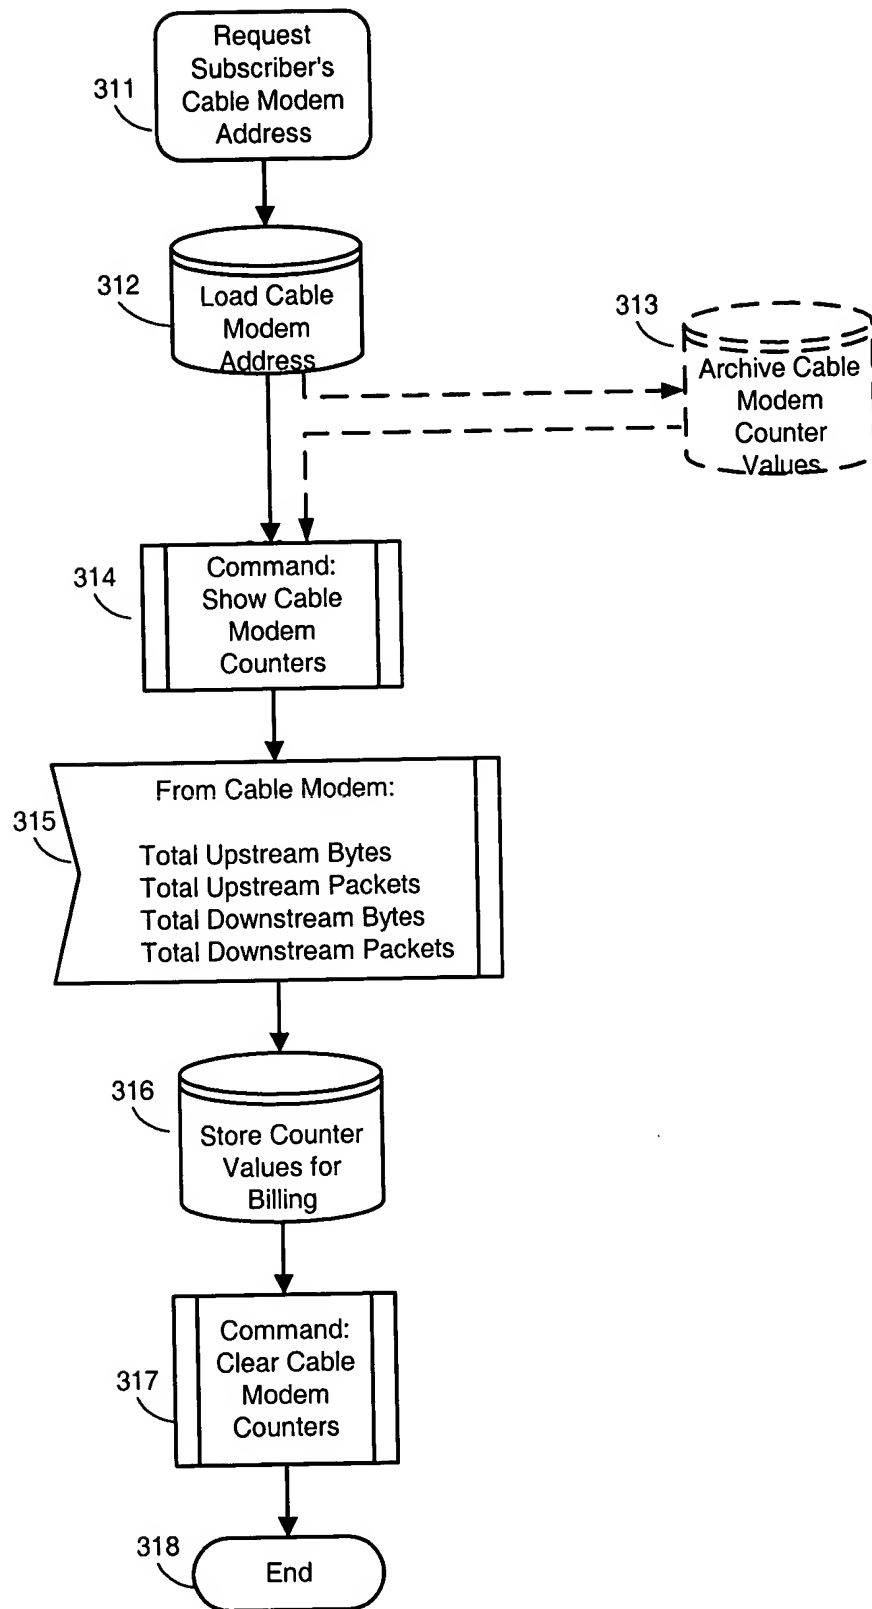 311
Request
Subscriber's
Cable Modem
Address
312
Load Cable
Modem
Address
313
Archive Cable
Modem
Counter
Values
314
Command:
Show Cable
Modem
Counters
315
From Cable Modem:
Total Upstream Bytes
Total Upstream Packets
Total Downstream Bytes
Total Downstream Packets
316
Store Counter
Values for
Billing
317
Command:
Clear Cable
Modem
Counters
318
End